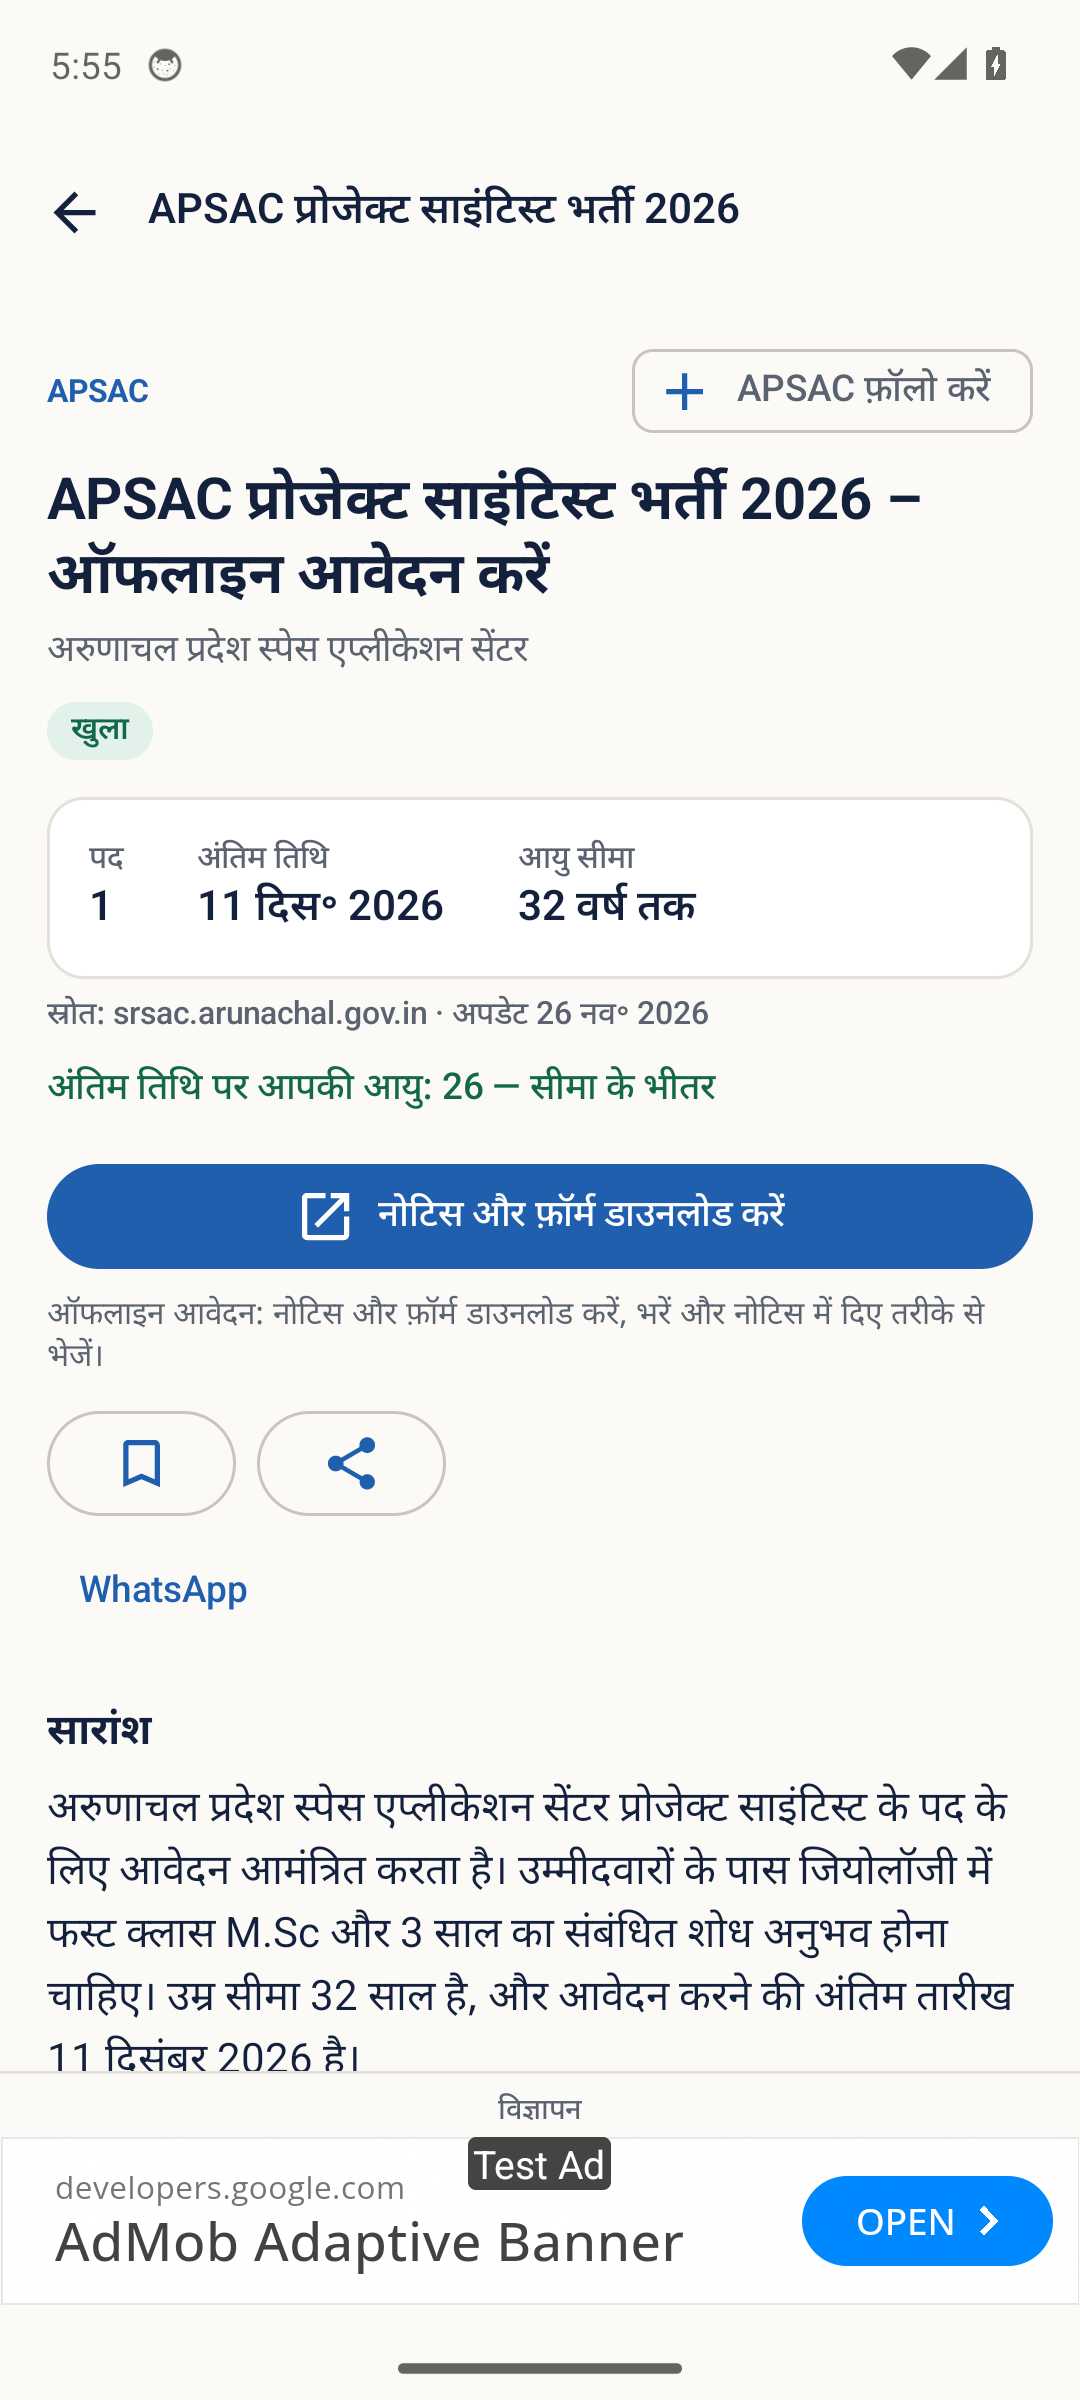 5:55
APSAC प्रोजेक्ट साइंटिस्ट भर्ती 2026
APSAC
APSAC फ़ॉलो करें
APSAC प्रोजेक्ट साइंटिस्ट भर्ती 2026 –
ऑफलाइन आवेदन करें
अरुणाचल प्रदेश स्पेस एप्लीकेशन सेंटर
खुला
पद अंतिम तिथि आयु सीमा
1 11 दिस॰ 2026 32 वर्ष तक
स्रोत: srsac.arunachal.gov.in · अपडेट 26 नव॰ 2026
अंतिम तिथि पर आपकी आयु: 26 — सीमा के भीतर
नोटिस और फ़ॉर्म डाउनलोड करें
ऑफलाइन आवेदन: नोटिस और फ़ॉर्म डाउनलोड करें, भरें और नोटिस में दिए तरीके से
भेजें।
WhatsApp
सारांश
अरुणाचल प्रदेश स्पेस एप्लीकेशन सेंटर प्रोजेक्ट साइंटिस्ट के पद के
लिए आवेदन आमंत्रित करता है। उम्मीदवारों के पास जियोलॉजी में
फस्ट क्लास M.Sc और 3 साल का संबंधित शोध अनुभव होना
चाहिए। उम्र सीमा 32 साल है, और आवेदन करने की अंतिम तारीख
11 दिसंबर 2026 है।
विज्ञापन
Test Ad
developers.google.com
AdMob Adaptive Banner
OPEN